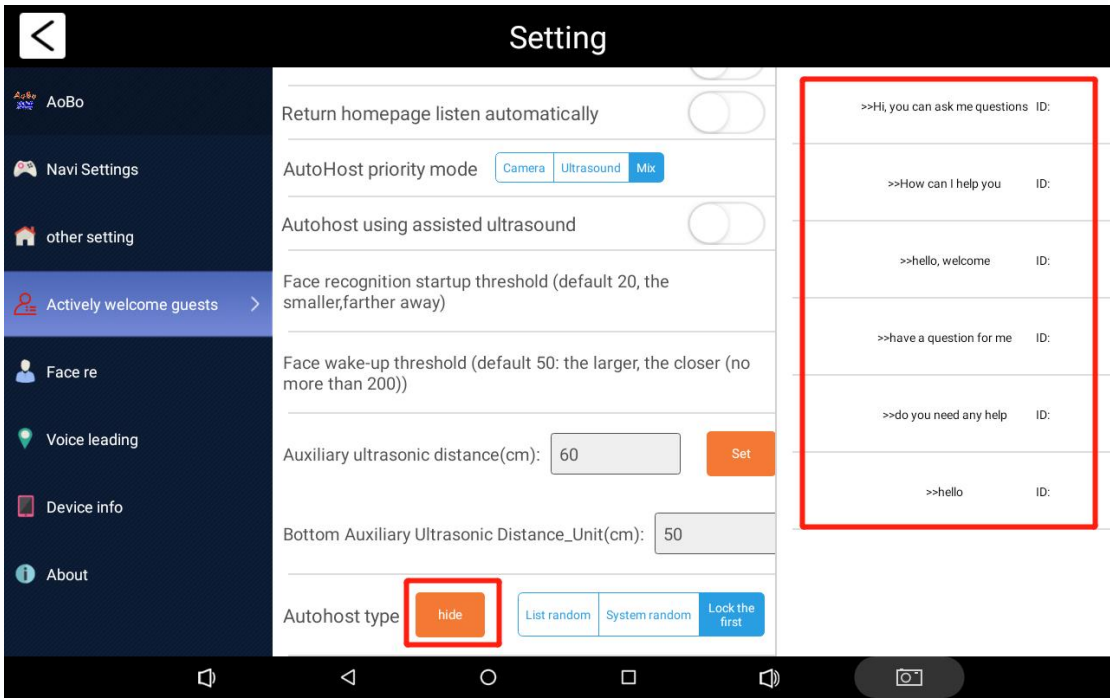 Setting
AoBo
AoBo
Navi Settings
other setting
Actively welcome guests
Face re
Voice leading
Device info
About
Return homepage listen automatically
AutoHost priority mode Camera Ultrasound Mix
Autohost using assisted ultrasound
Face recognition startup threshold (default 20, the
smaller,farther away)
Face wake-up threshold (default 50: the larger, the closer (no
more than 200))
Auxiliary ultrasonic distance(cm): 60 Set
Bottom Auxiliary Ultrasonic Distance_Unit(cm): 50
Autohost type hide List random System random Lock the
first
>>Hi, you can ask me questions ID:
>>How can I help you ID:
>>hello, welcome ID:
>>have a question for me ID:
>>do you need any help ID:
>>hello ID: